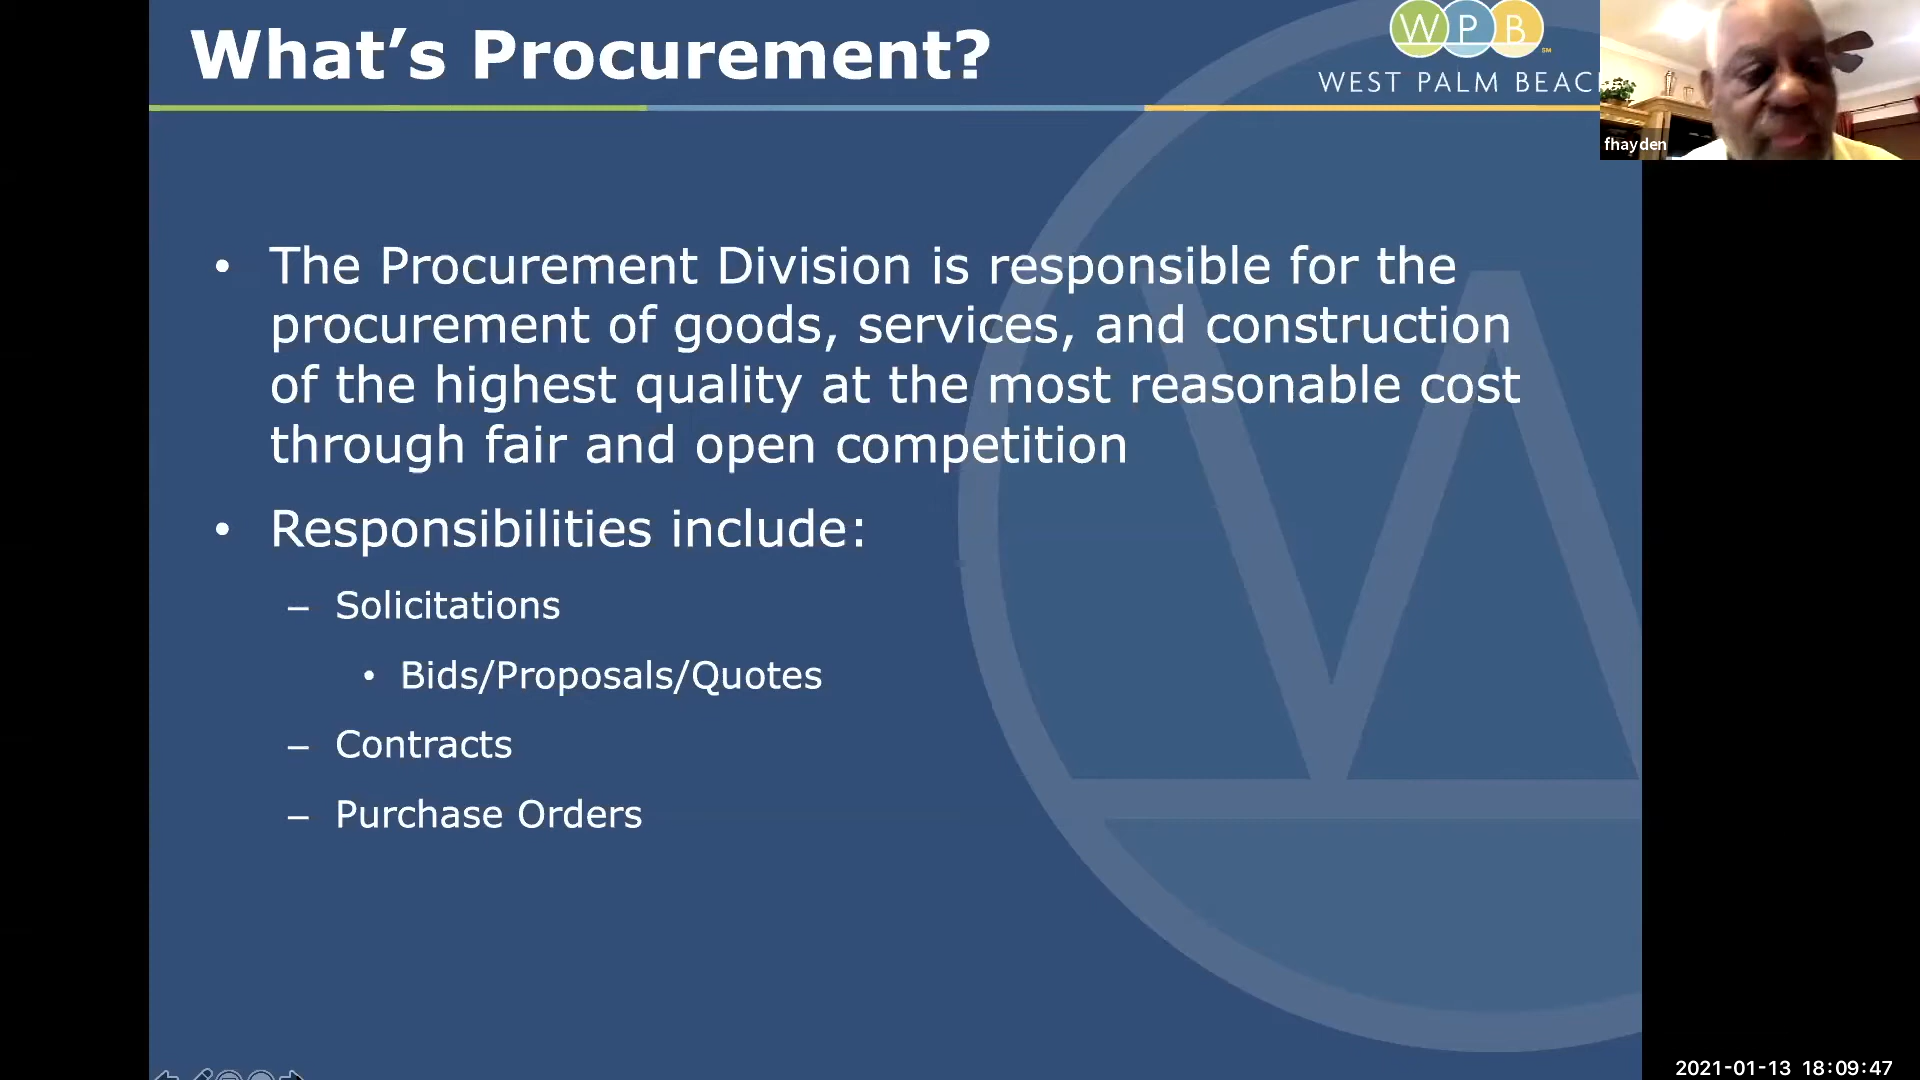 What's Procurement?
W P B
SM
WEST PALM BEAC
fhayden
• The Procurement Division is responsible for the
procurement of goods, services, and construction
of the highest quality at the most reasonable cost
through fair and open competition
• Responsibilities include:
– Solicitations
• Bids/Proposals/Quotes
– Contracts
– Purchase Orders
2021-01-13 18:09:47